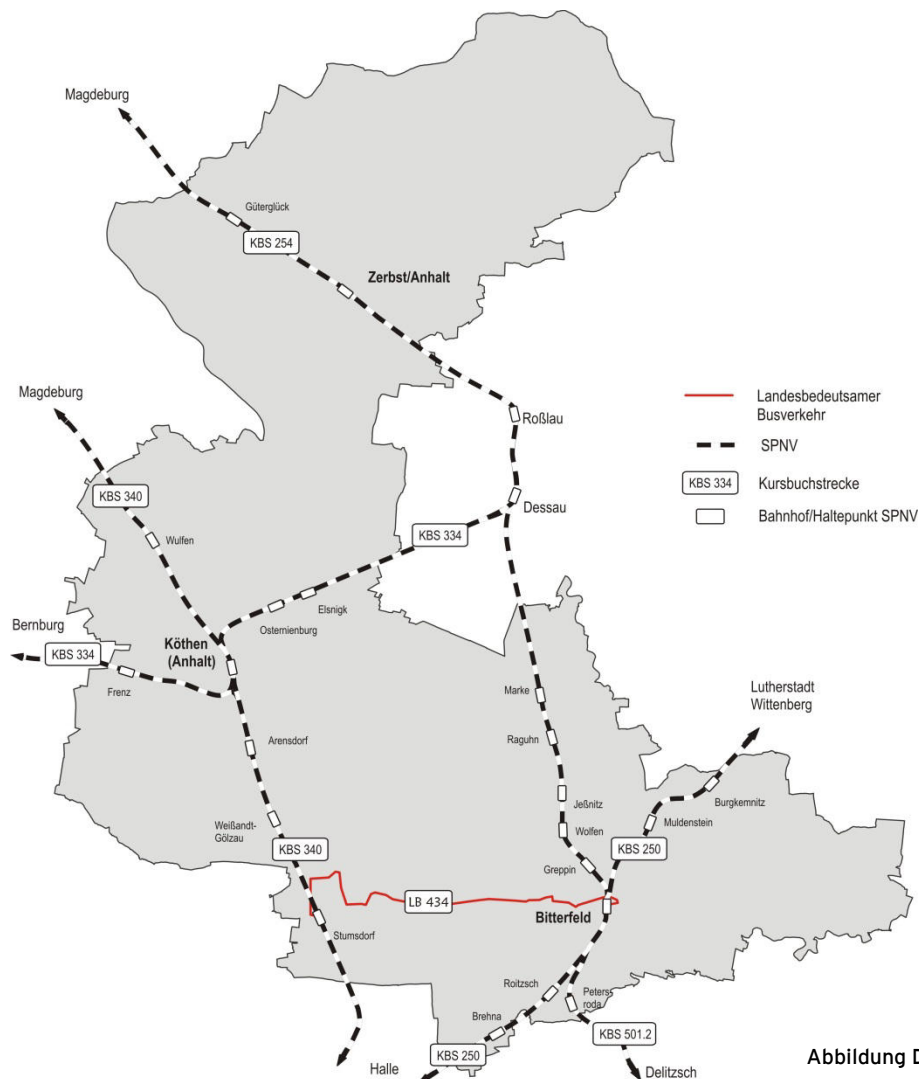 Magdeburg
Güterglück
KBS 254
Zerbst/Anhalt
Magdeburg
Roßlau
Landesbedeutsamer
Busverkehr
SPNV
KBS 334 Kursbuchstrecke
Bahnhof/Haltepunkt SPNV
KBS 340
Dessau
KBS 334
Wulfen
Elsnigk
Osternienburg
Bernburg
KBS 334
Köthen
(Anhalt)
Frenz
Marke
Lutherstadt
Wittenberg
Raguhn
Arensdorf
Jeßnitz
Burgkemnitz
Muldenstein
Weißandt-
Gölzau
Wolfen
KBS 340
KBS 250
Greppin
LB 434
Bitterfeld
Stumsdorf
Roitzsch
Peters-
roda
Brehna
KBS 501.2
KBS 250
Halle
Delitzsch
Abbildung D